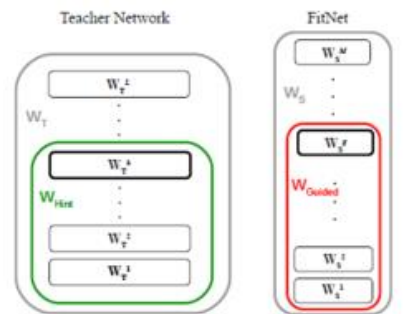 Teacher Network
W_T^L
W_T
W_T^h
W_Hint
W_T^2
W_T^1
FitNet
W_S^M
W_S
W_S^g
W_Guided
W_S^2
W_S^1